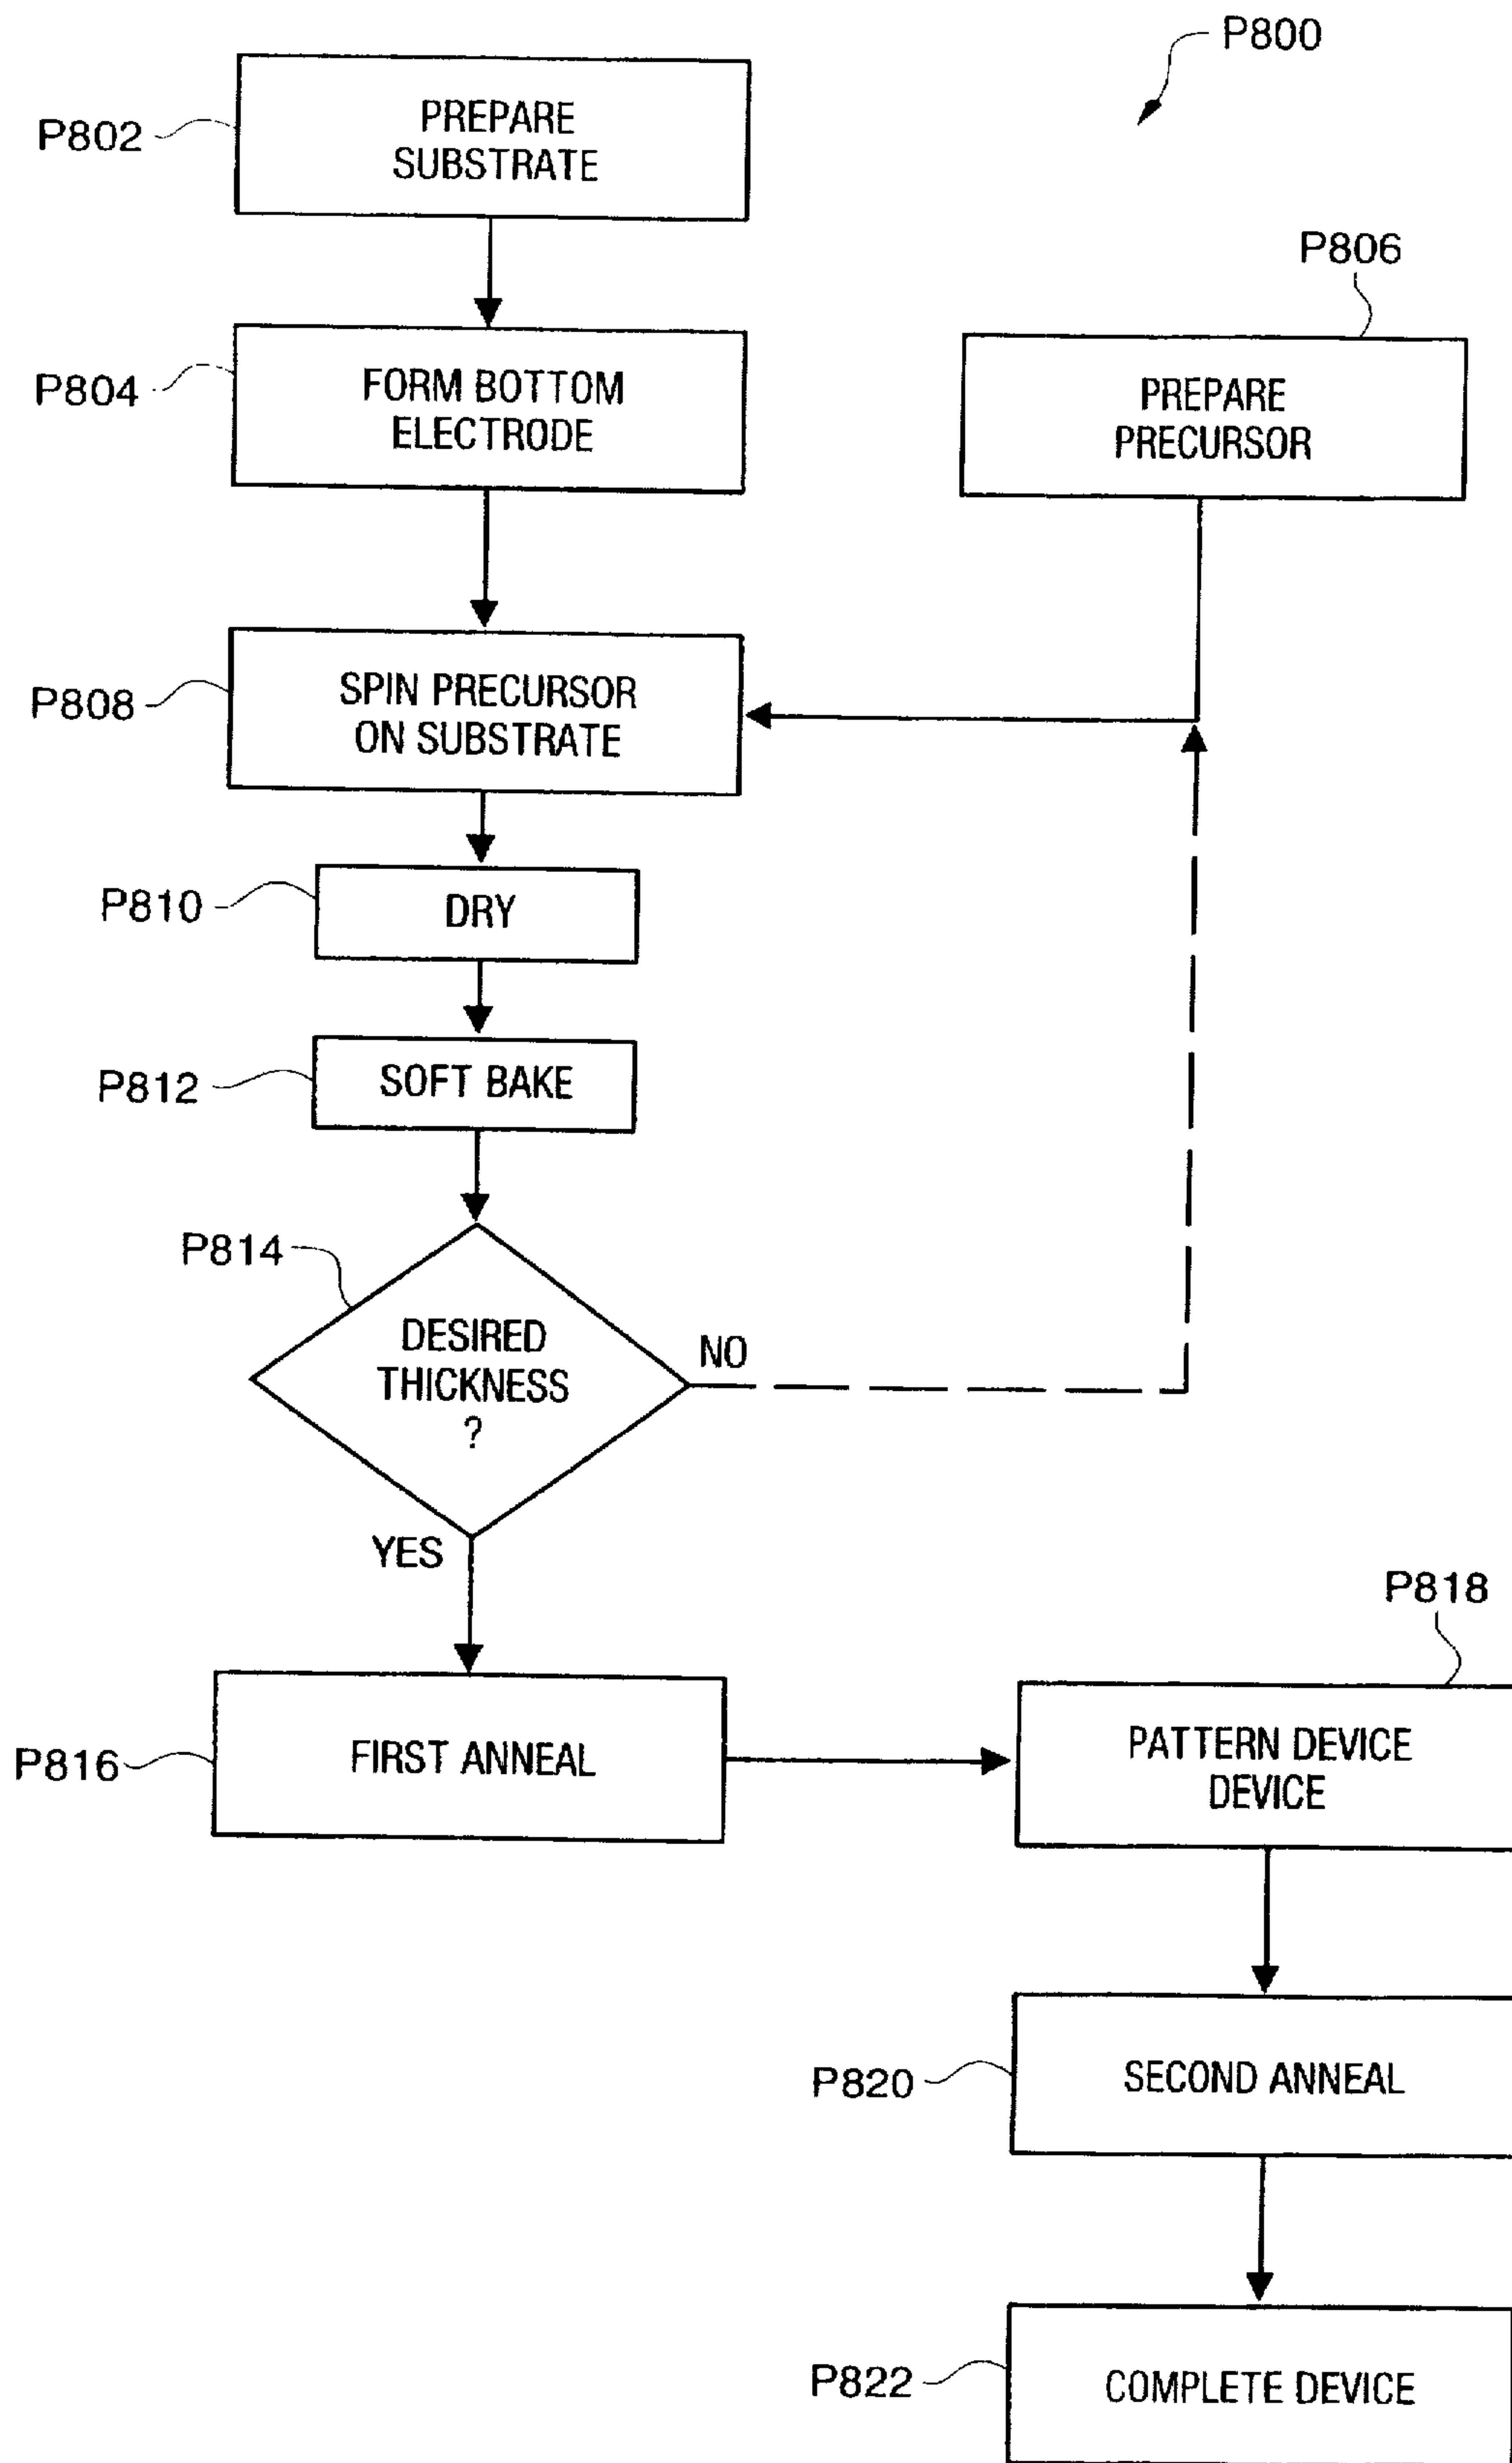 P800
P802
PREPARE
SUBSTRATE
P804
FORM BOTTOM
ELECTRODE
P806
PREPARE
PRECURSOR
P808
SPIN PRECURSOR
ON SUBSTRATE
P810
DRY
P812
SOFT BAKE
P814
DESIRED
THICKNESS
?
NO
YES
P816
FIRST ANNEAL
P818
PATTERN DEVICE
DEVICE
P820
SECOND ANNEAL
P822
COMPLETE DEVICE